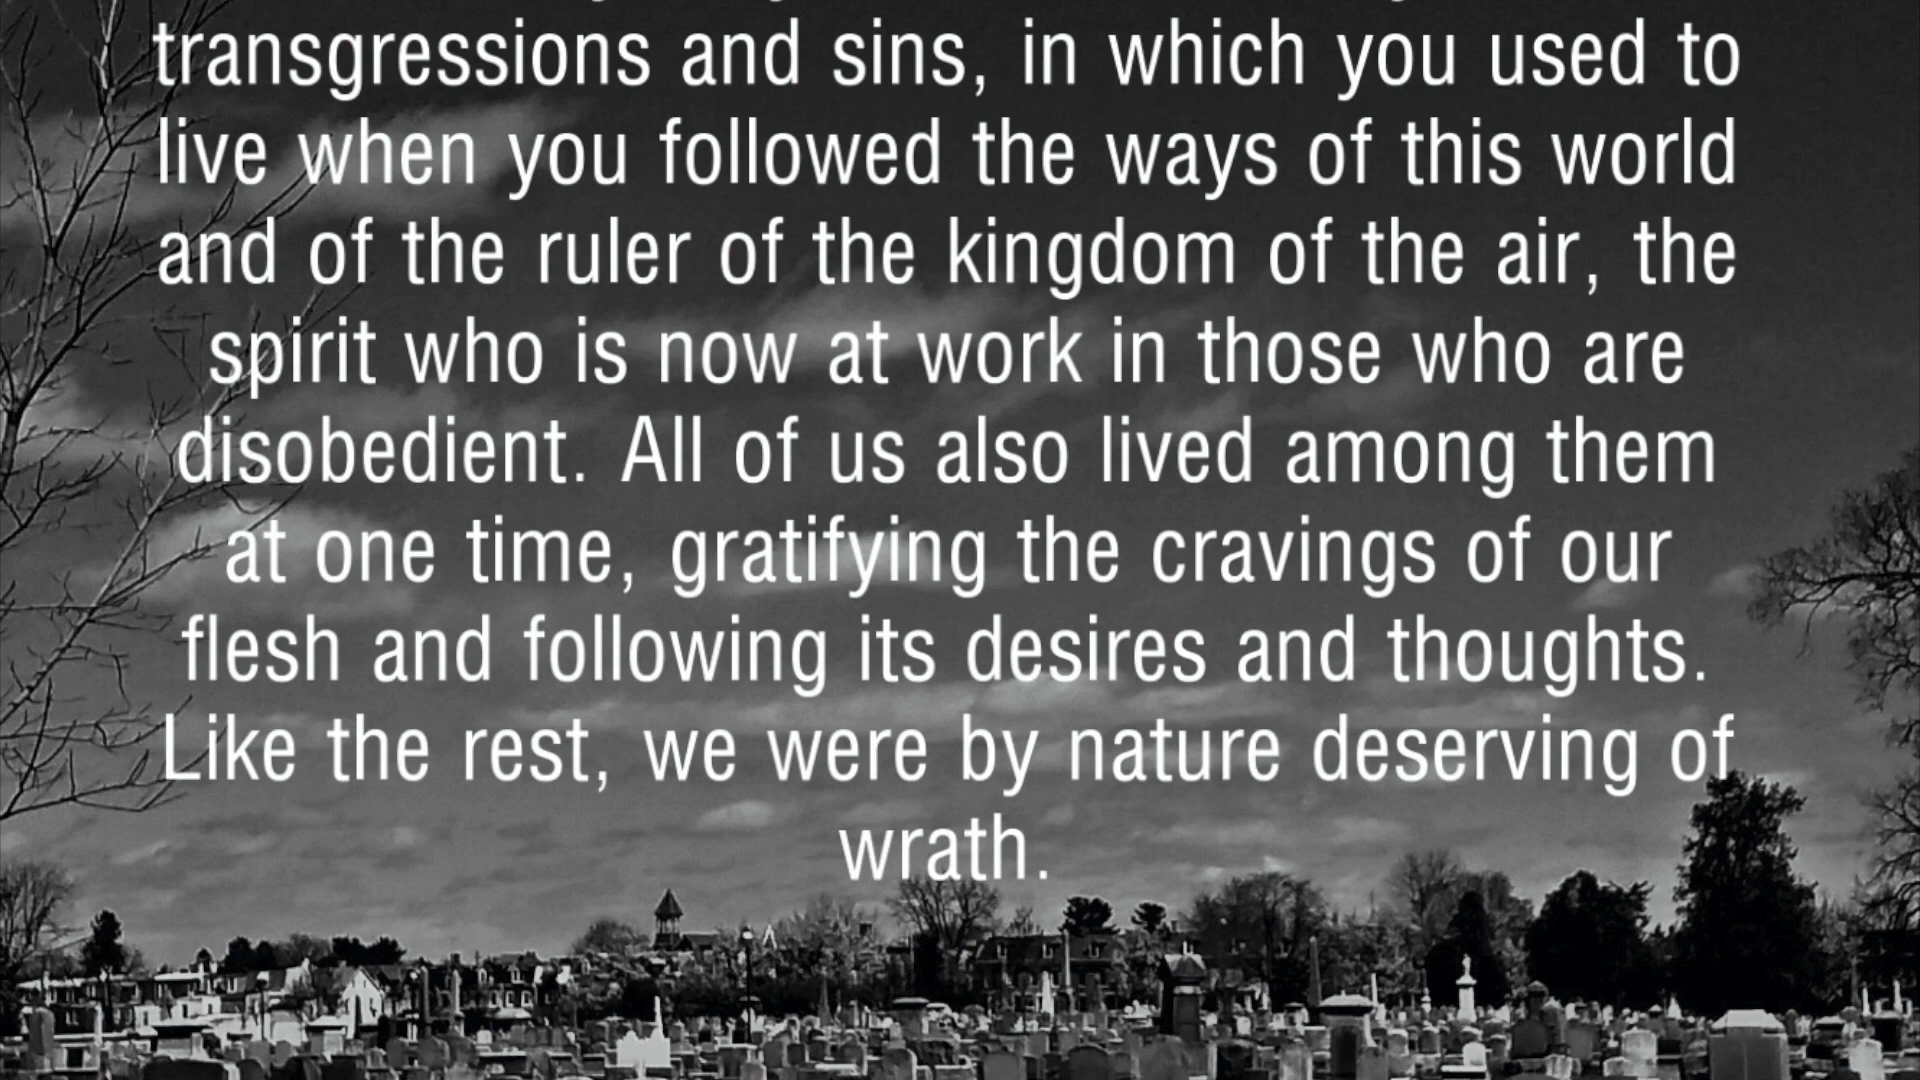 transgressions and sins, in which you used to
live when you followed the ways of this world
and of the ruler of the kingdom of the air, the
spirit who is now at work in those who are
disobedient. All of us also lived among them
at one time, gratifying the cravings of our
flesh and following its desires and thoughts.
Like the rest, we were by nature deserving of
wrath.